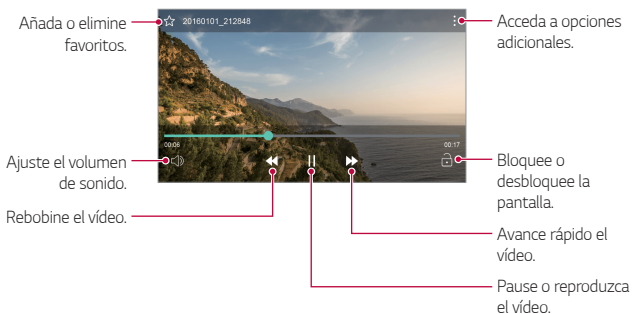 Añada o elimine
favoritos.
20160101_212848
Acceda a opciones
adicionales.
00:06
00:17
Ajuste el volumen
de sonido.
Bloquee o
desbloquee la
pantalla.
Rebobine el vídeo.
Avance rápido el
vídeo.
Pause o reproduzca
el vídeo.